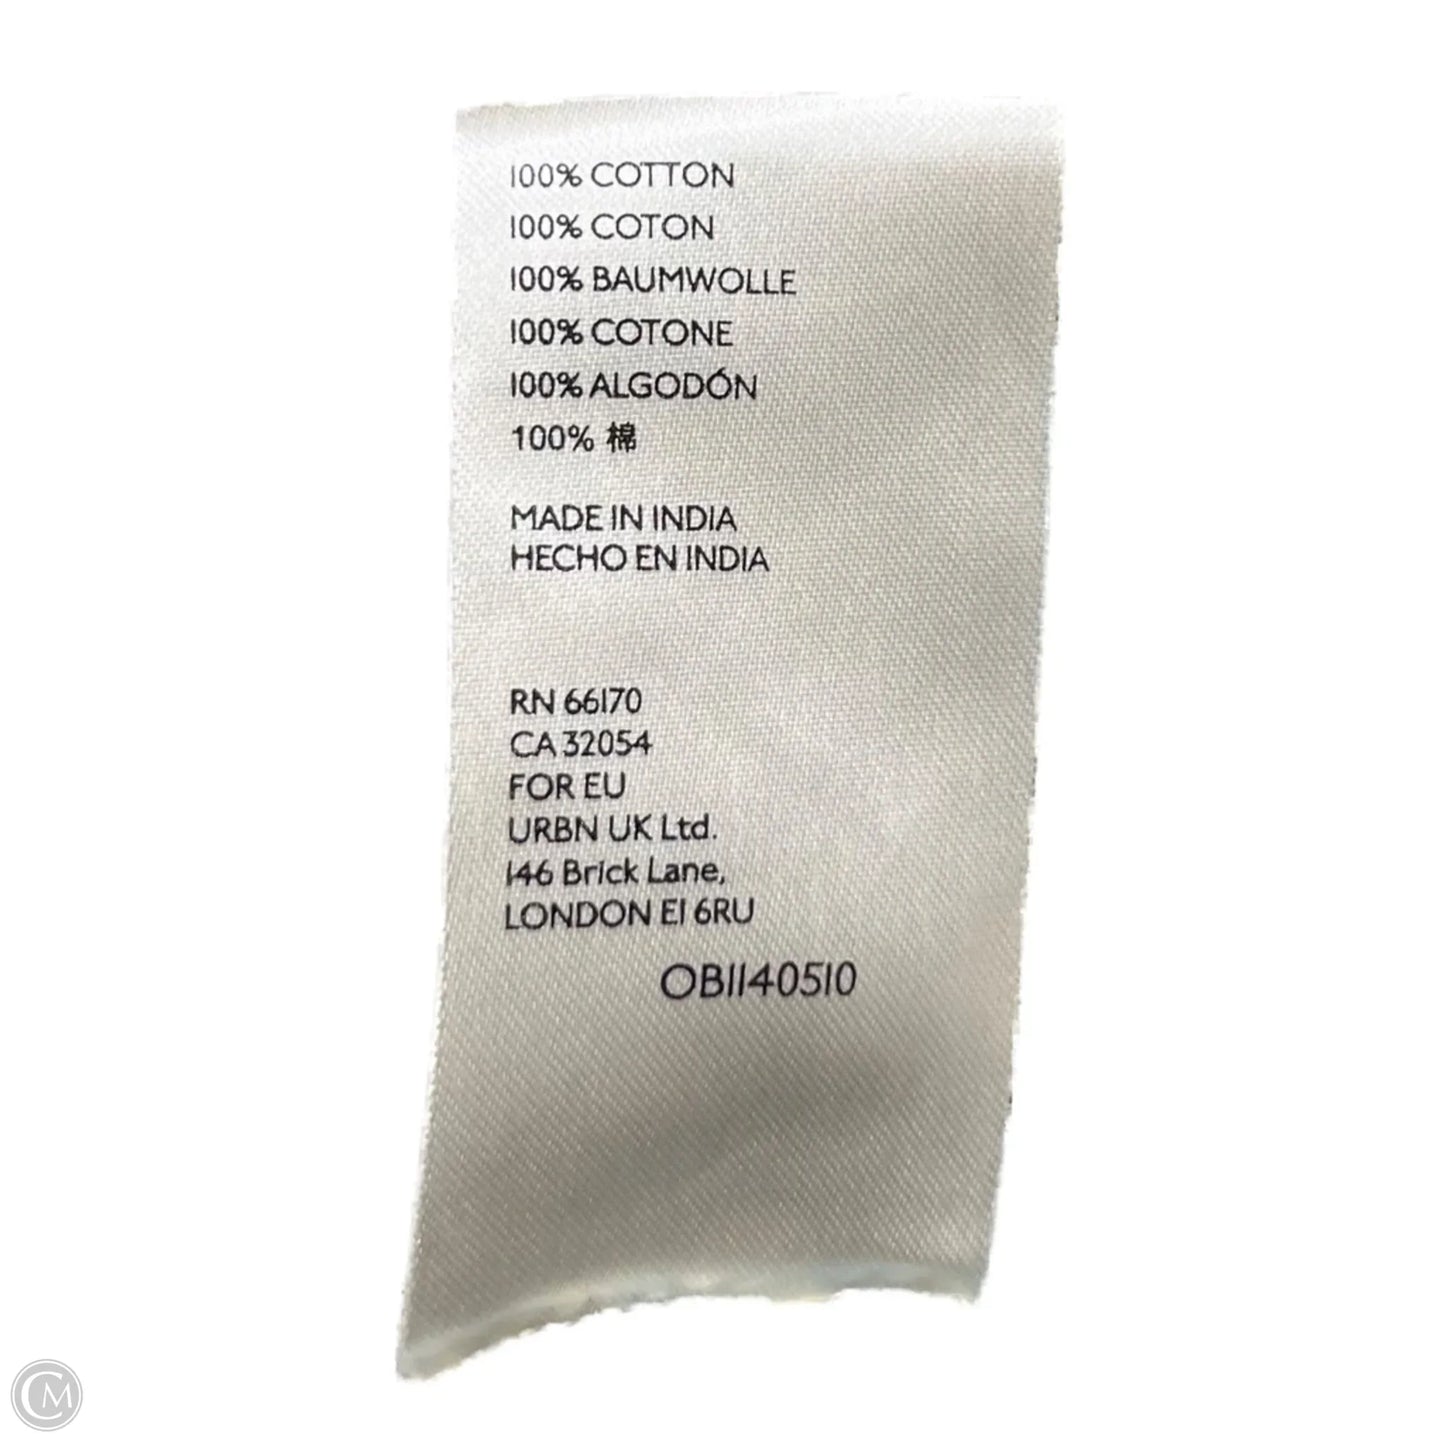 100% COTTON
100% COTON
100% BAUMWOLLE
100% COTONE
100% ALGODÓN
100% 棉
MADE IN INDIA
HECHO EN INDIA
RN 66170
CA 32054
FOR EU
URBN UK Ltd.
146 Brick Lane,
LONDON E1 6RU
OB1140510
CM